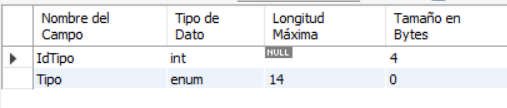 Nombre del Campo Tipo de Dato Longitud Máxima Tamaño en Bytes
IdTipo int NULL 4
Tipo enum 14 0